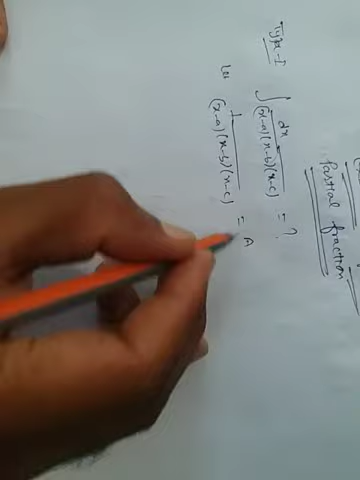 Partial fraction
Type-I
∫ dx / (x-a)(x-b)(x-c) = ?
let 1 / (x-a)(x-b)(x-c) = A